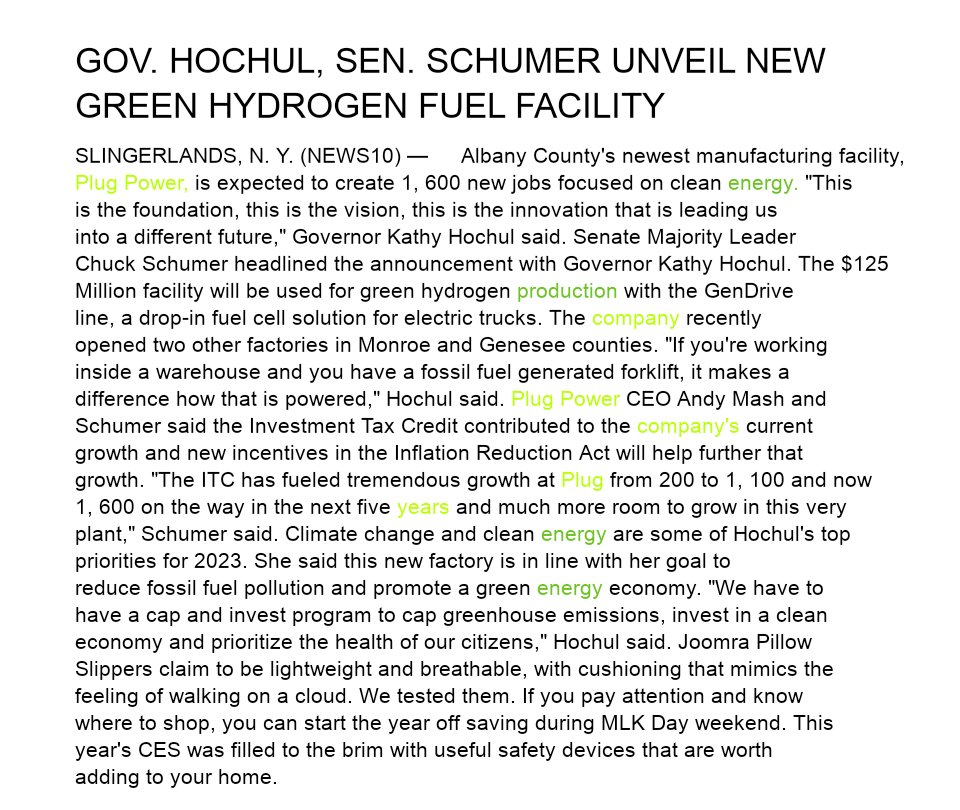 GOV. HOCHUL, SEN. SCHUMER UNVEIL NEW
GREEN HYDROGEN FUEL FACILITY
SLINGERLANDS, N. Y. (NEWS10) — Albany County's newest manufacturing facility,
Plug Power, is expected to create 1, 600 new jobs focused on clean energy. "This
is the foundation, this is the vision, this is the innovation that is leading us
into a different future," Governor Kathy Hochul said. Senate Majority Leader
Chuck Schumer headlined the announcement with Governor Kathy Hochul. The $125
Million facility will be used for green hydrogen production with the GenDrive
line, a drop-in fuel cell solution for electric trucks. The company recently
opened two other factories in Monroe and Genesee counties. "If you're working
inside a warehouse and you have a fossil fuel generated forklift, it makes a
difference how that is powered," Hochul said. Plug Power CEO Andy Mash and
Schumer said the Investment Tax Credit contributed to the company's current
growth and new incentives in the Inflation Reduction Act will help further that
growth. "The ITC has fueled tremendous growth at Plug from 200 to 1, 100 and now
1, 600 on the way in the next five years and much more room to grow in this very
plant," Schumer said. Climate change and clean energy are some of Hochul's top
priorities for 2023. She said this new factory is in line with her goal to
reduce fossil fuel pollution and promote a green energy economy. "We have to
have a cap and invest program to cap greenhouse emissions, invest in a clean
economy and prioritize the health of our citizens," Hochul said. Joomra Pillow
Slippers claim to be lightweight and breathable, with cushioning that mimics the
feeling of walking on a cloud. We tested them. If you pay attention and know
where to shop, you can start the year off saving during MLK Day weekend. This
year's CES was filled to the brim with useful safety devices that are worth
adding to your home.